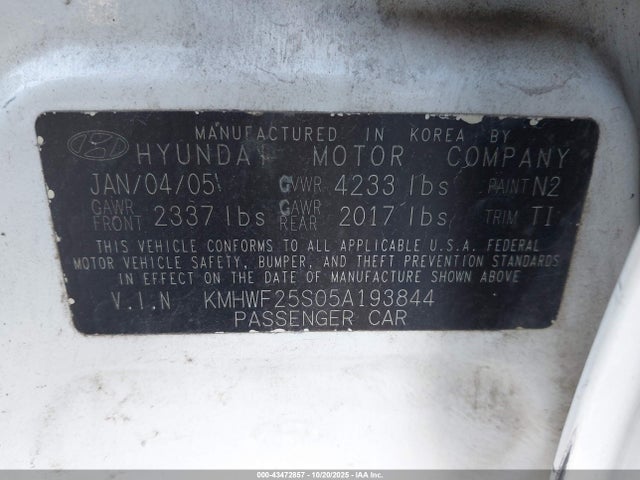 MANUFACTURED IN KOREA BY
HYUNDAI MOTOR COMPANY
JAN/04/05 GVWR 4233 lbs PAINT N2
GAWR FRONT 2337 lbs GAWR REAR 2017 lbs TRIM TI
THIS VEHICLE CONFORMS TO ALL APPLICABLE U.S.A. FEDERAL
MOTOR VEHICLE SAFETY, BUMPER, AND THEFT PREVENTION STANDARDS
IN EFFECT ON THE DATE OF MANUFACTURE SHOWN ABOVE
V.I.N KMHWF25S05A193844
PASSENGER CAR
000-43472857 | 10/20/2025 | IAAI.COM